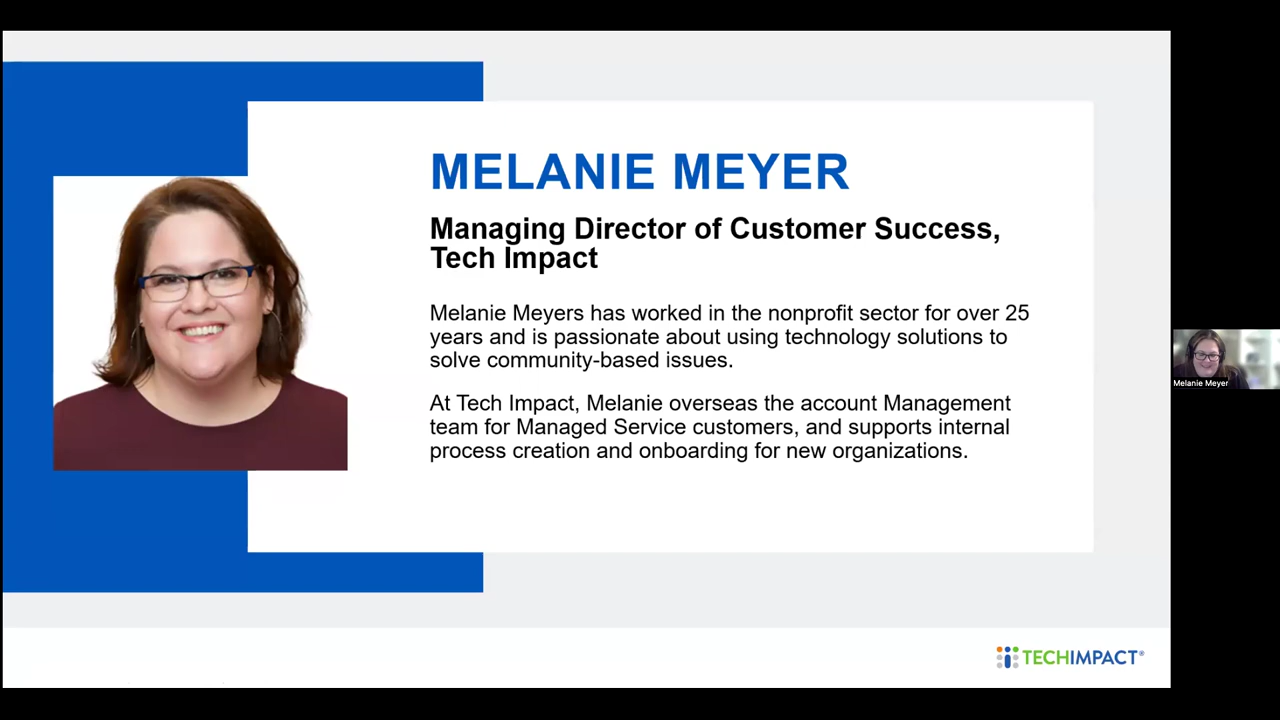 MELANIE MEYER
Managing Director of Customer Success,
Tech Impact
Melanie Meyers has worked in the nonprofit sector for over 25
years and is passionate about using technology solutions to
solve community-based issues.
At Tech Impact, Melanie overseas the account Management
team for Managed Service customers, and supports internal
process creation and onboarding for new organizations.
Melanie Meyer
TECHIMPACT®